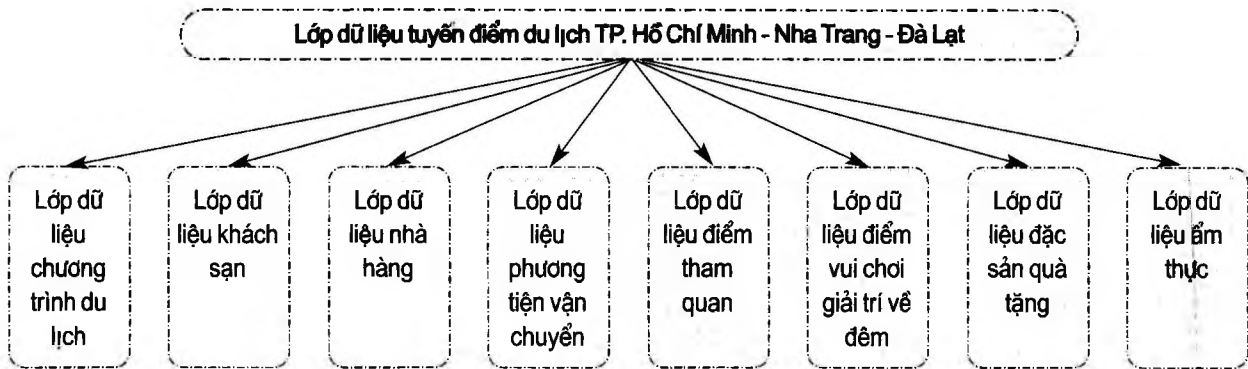 Lớp dữ liệu tuyến điểm du lịch TP. Hồ Chí Minh - Nha Trang - Đà Lạt
Lớp dữ
liệu
chương
trình du
lịch
Lớp dữ
liệu khách
sạn
Lớp dữ
liệu nhà
hàng
Lớp dữ
liệu
phương
tiện vận
chuyển
Lớp dữ
liệu điểm
tham
quan
Lớp dữ
liệu điểm
vui chơi
giải trí về
đêm
Lớp dữ
liệu đặc
sản quà
tặng
Lớp dữ
liệu ẩm
thực